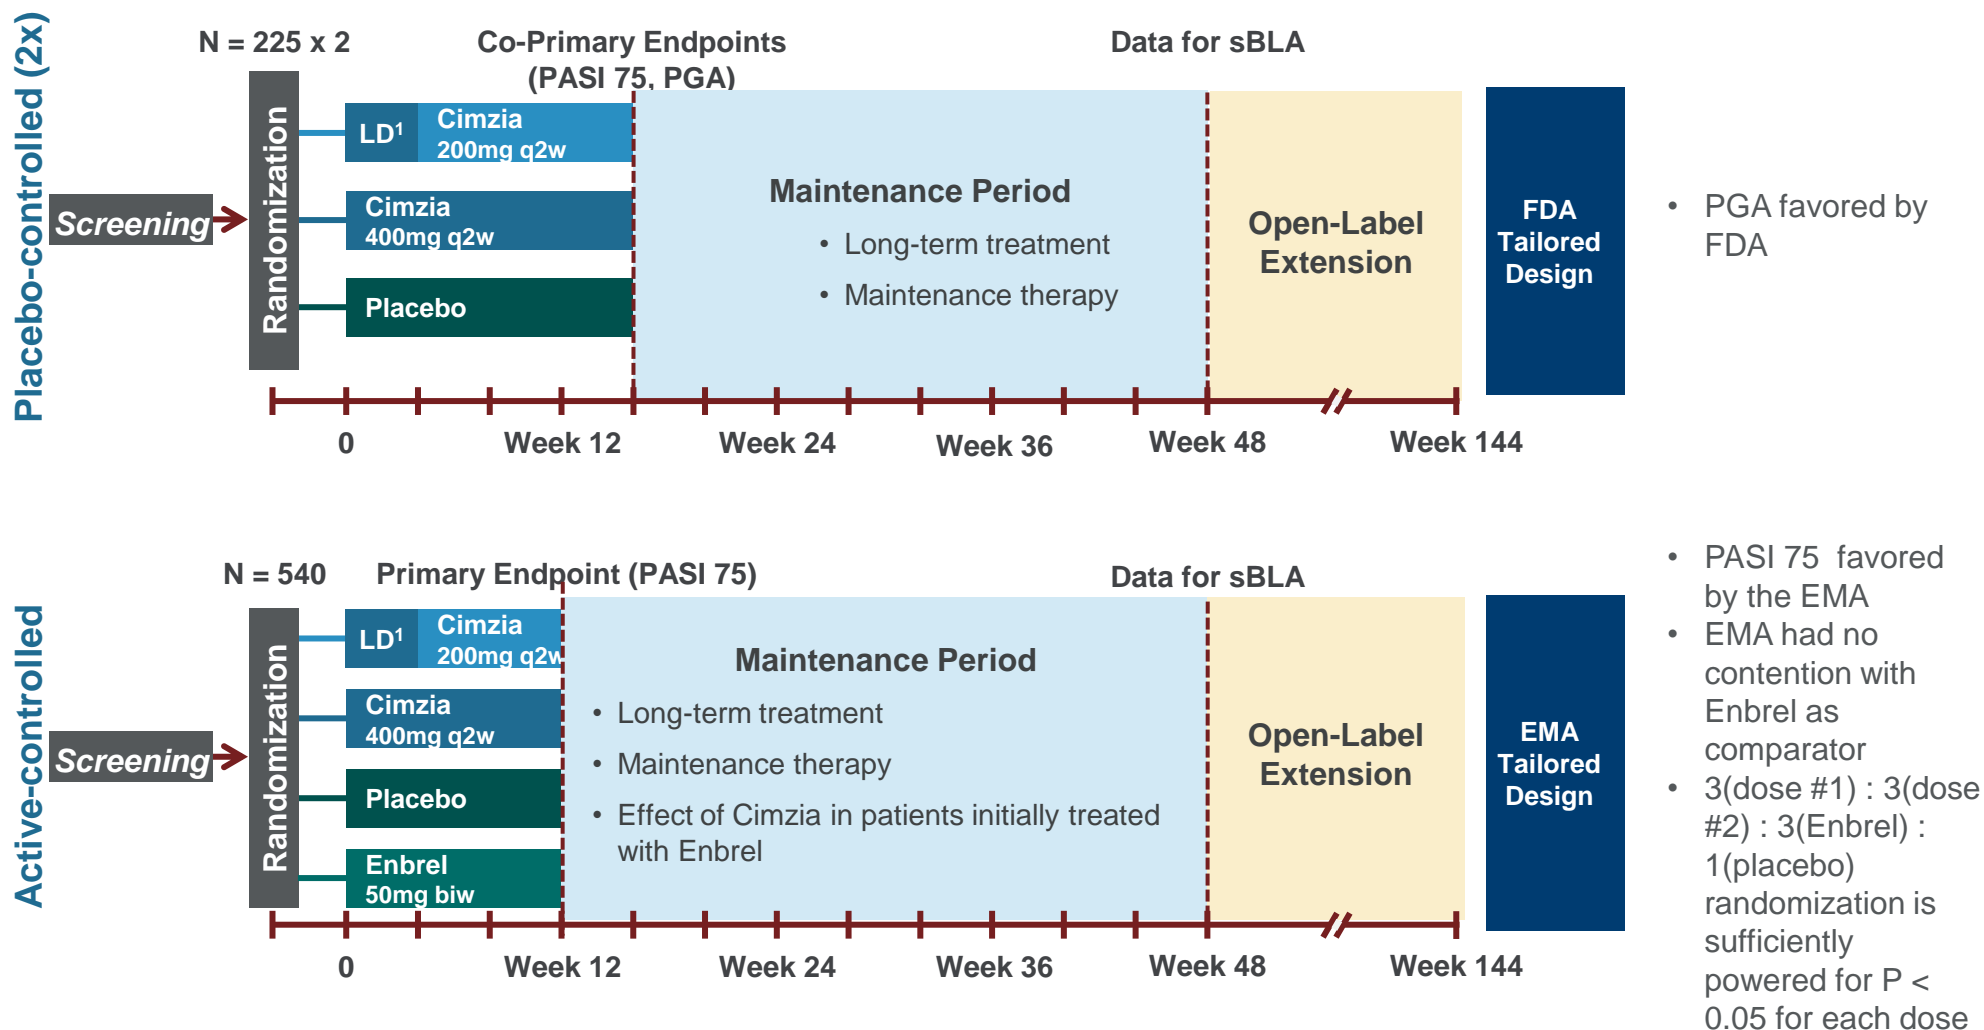 Placebo-controlled (2x)
N = 225 x 2
Co-Primary Endpoints
(PASI 75, PGA)
Data for sBLA
Screening
Randomization
LD¹
Cimzia
200mg q2w
Cimzia
400mg q2w
Placebo
Maintenance Period
• Long-term treatment
• Maintenance therapy
Open-Label
Extension
FDA
Tailored
Design
• PGA favored by
FDA
0
Week 12
Week 24
Week 36
Week 48
Week 144
Active-controlled
N = 540
Primary Endpoint (PASI 75)
Data for sBLA
Screening
Randomization
LD¹
Cimzia
200mg q2w
Cimzia
400mg q2w
Placebo
Enbrel
50mg biw
Maintenance Period
• Long-term treatment
• Maintenance therapy
• Effect of Cimzia in patients initially treated
with Enbrel
Open-Label
Extension
EMA
Tailored
Design
• PASI 75 favored
by the EMA
• EMA had no
contention with
Enbrel as
comparator
• 3(dose #1) : 3(dose
#2) : 3(Enbrel) :
1(placebo)
randomization is
sufficiently
powered for P <
0.05 for each dose
0
Week 12
Week 24
Week 36
Week 48
Week 144